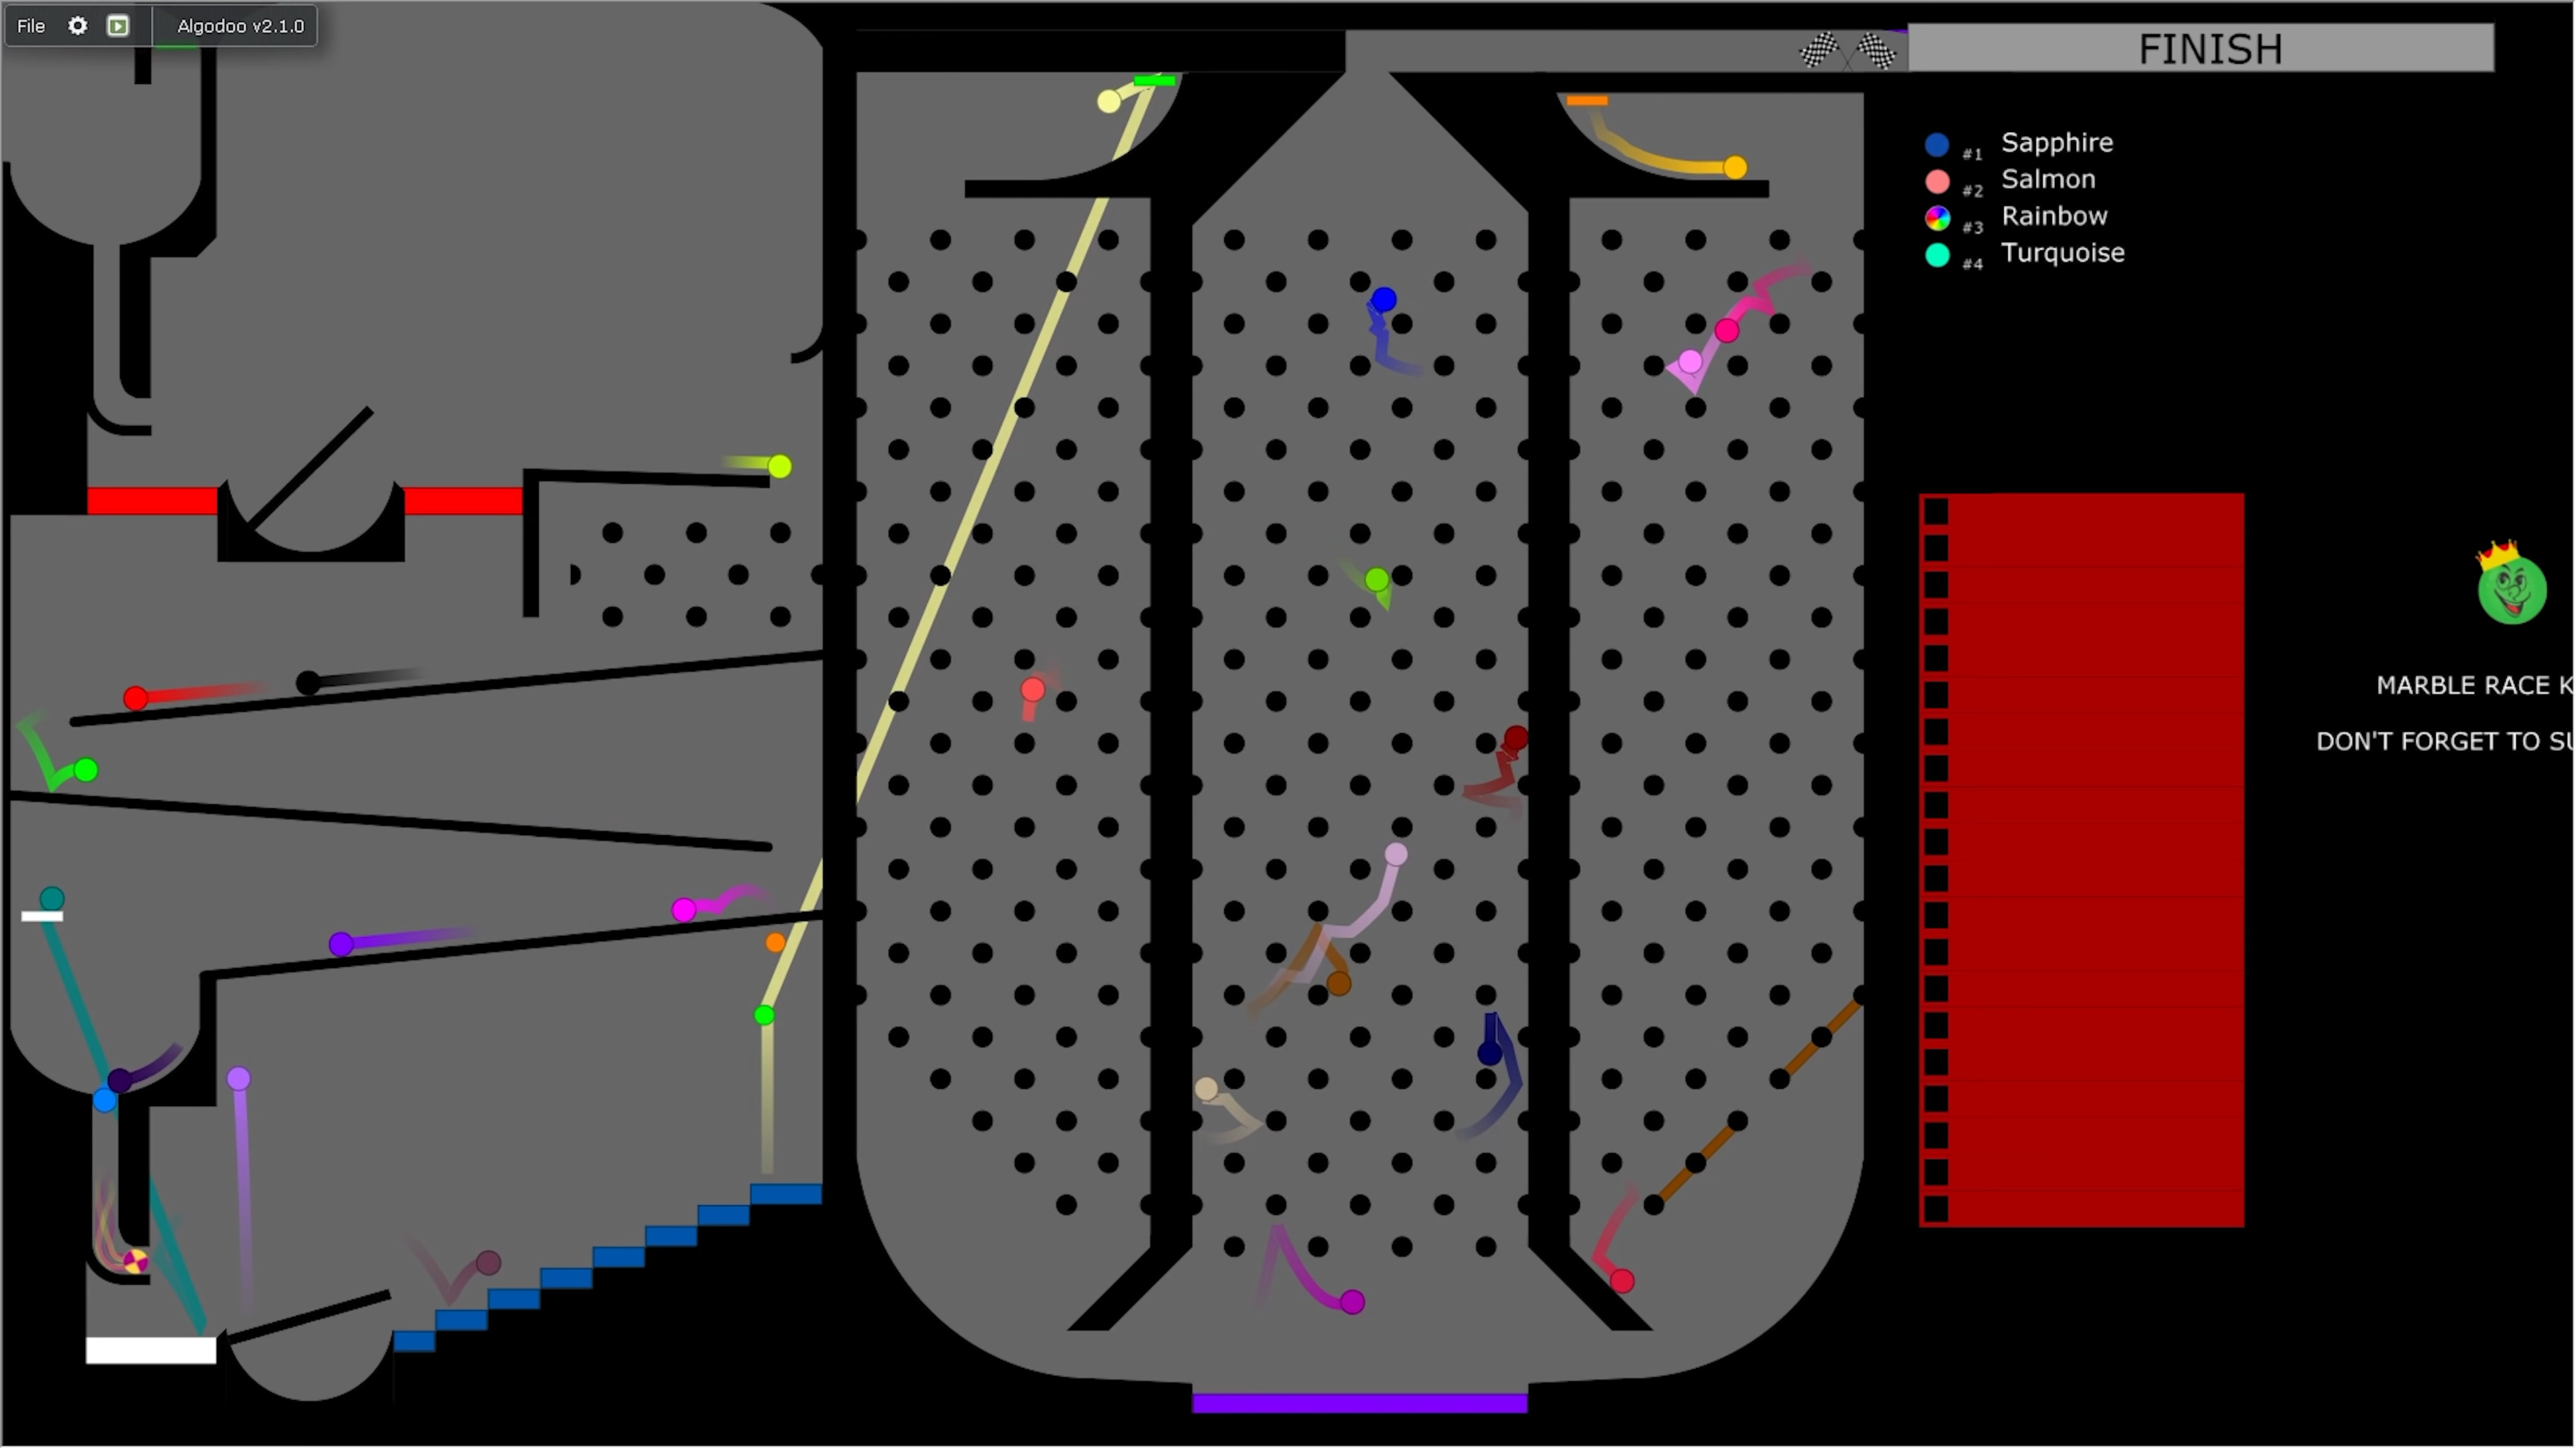 File
Algodoo v2.1.0
FINISH
#1 Sapphire
#2 Salmon
#3 Rainbow
#4 Turquoise
MARBLE RACE K
DON'T FORGET TO SU